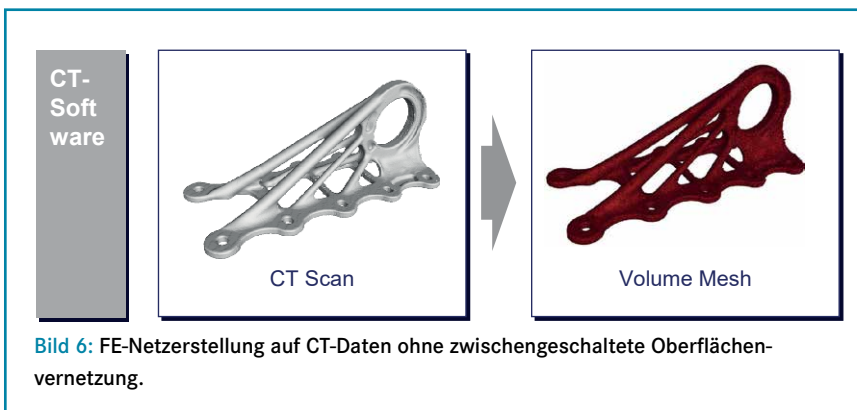 CT-
Soft
ware
CT Scan
Volume Mesh
Bild 6: FE-Netzerstellung auf CT-Daten ohne zwischengeschaltete Oberflächen-
vernetzung.